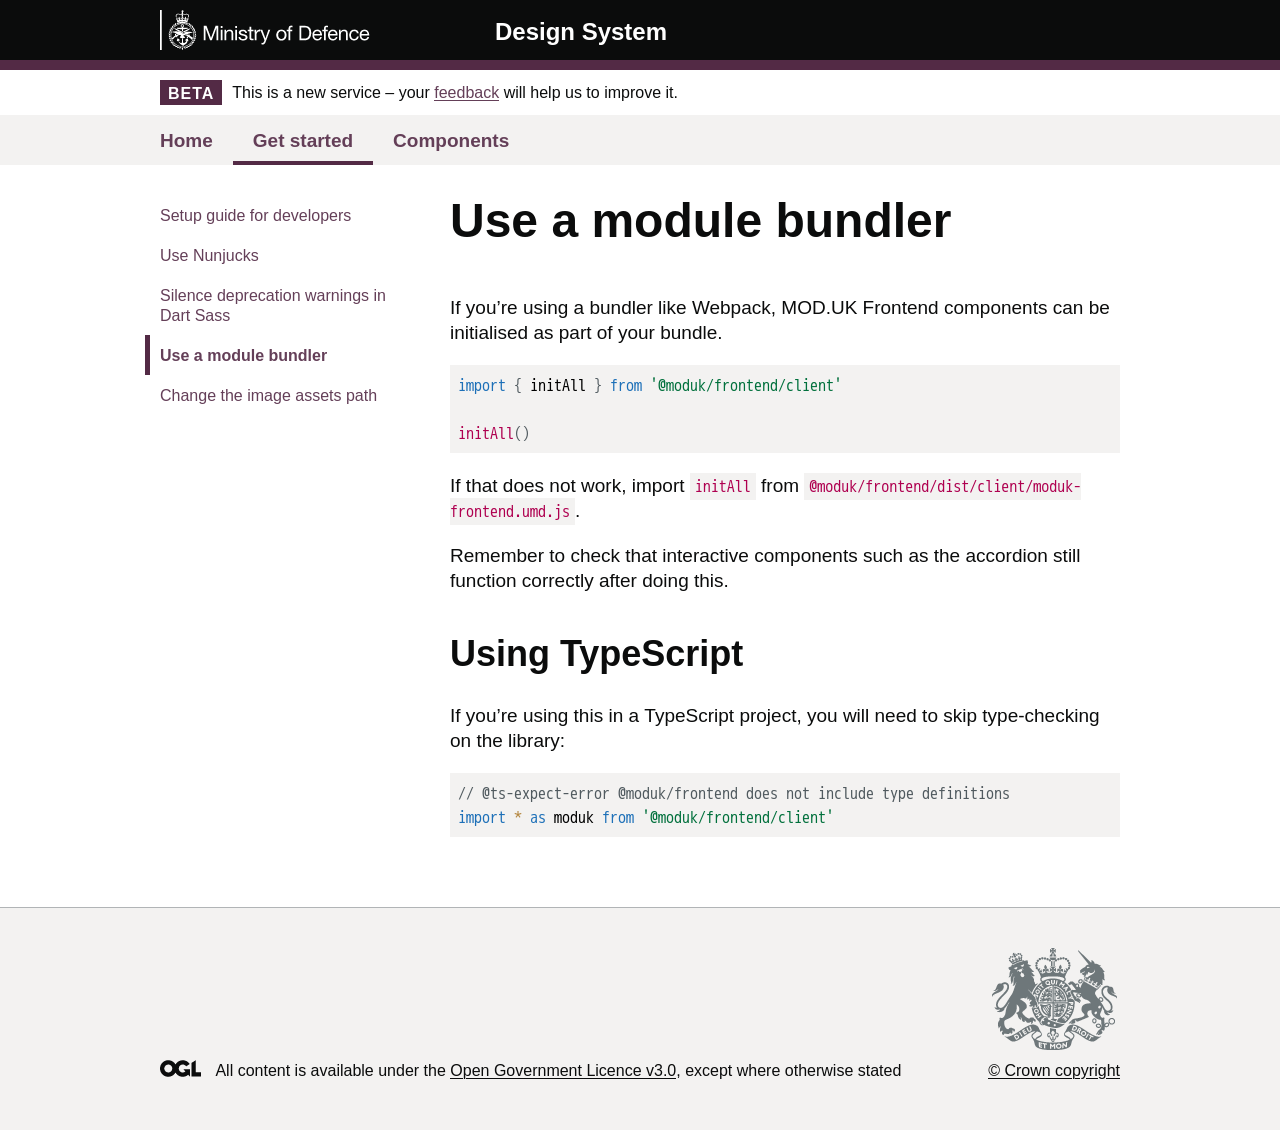 Ministry of Defence
Design System
BETA This is a new service – your feedback will help us to improve it.
Home Get started Components
Setup guide for developers
Use Nunjucks
Silence deprecation warnings in
Dart Sass
Use a module bundler
Change the image assets path
Use a module bundler
If you’re using a bundler like Webpack, MOD.UK Frontend components can be
initialised as part of your bundle.
import { initAll } from '@moduk/frontend/client'
initAll()
If that does not work, import initAll from @moduk/frontend/dist/client/moduk-
frontend.umd.js.
Remember to check that interactive components such as the accordion still
function correctly after doing this.
Using TypeScript
If you’re using this in a TypeScript project, you will need to skip type-checking
on the library:
// @ts-expect-error @moduk/frontend does not include type definitions
import * as moduk from '@moduk/frontend/client'
DIEU ET MON DROIT
OGL All content is available under the Open Government Licence v3.0, except where otherwise stated
© Crown copyright